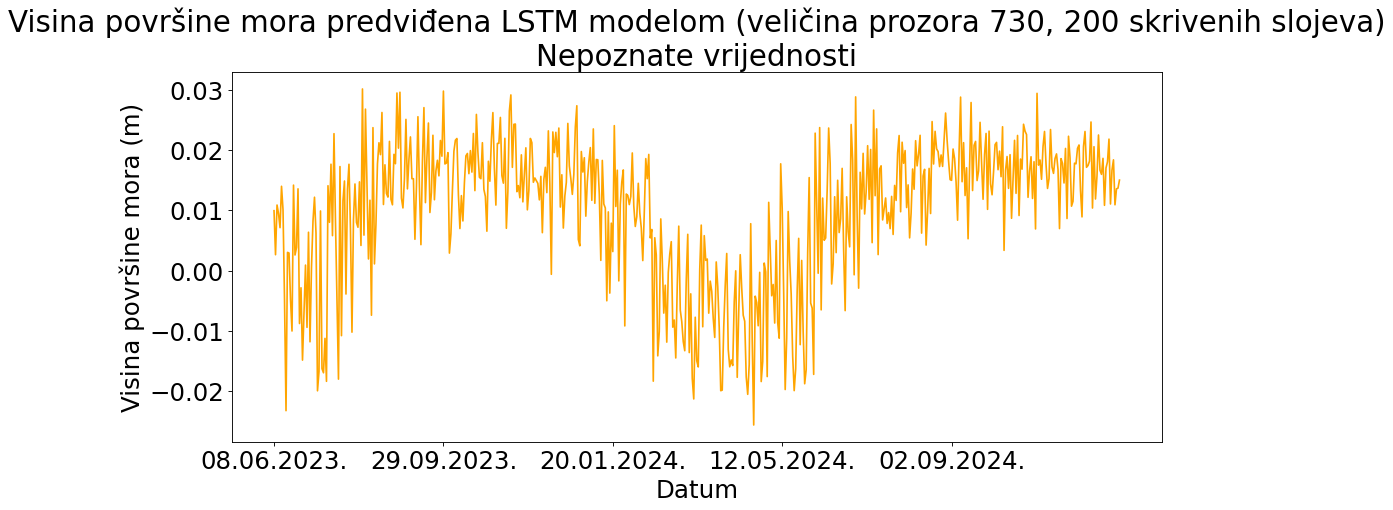 Visina površine mora predviđena LSTM modelom (veličina prozora 730, 200 skrivenih slojeva)
Nepoznate vrijednosti
Visina površine mora (m)
0.03
0.02
0.01
0.00
−0.01
−0.02
08.06.2023. 29.09.2023. 20.01.2024. 12.05.2024. 02.09.2024.
Datum